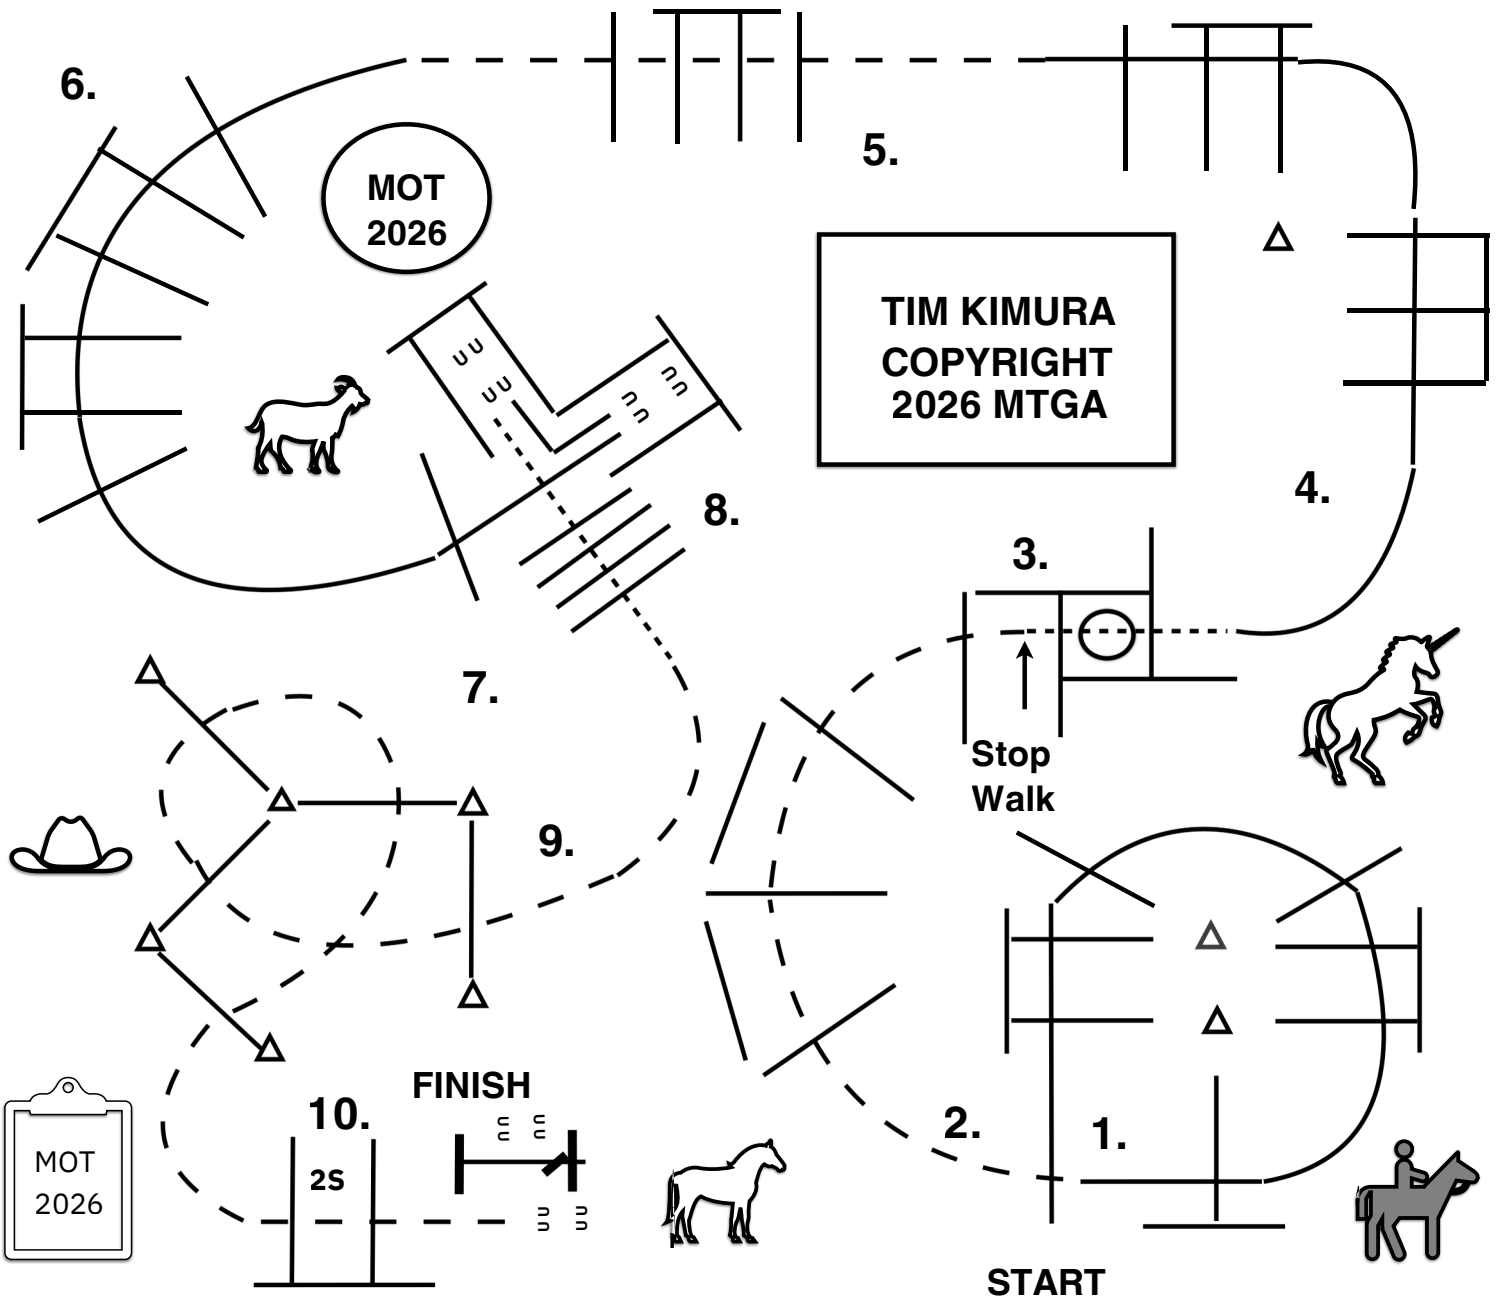 6.
MOT
2026
5.
TIM KIMURA
COPYRIGHT
2026 MTGA
4.
8.
3.
7.
Stop
Walk
9.
FINISH
10.
2S
2.
1.
MOT
2026
START